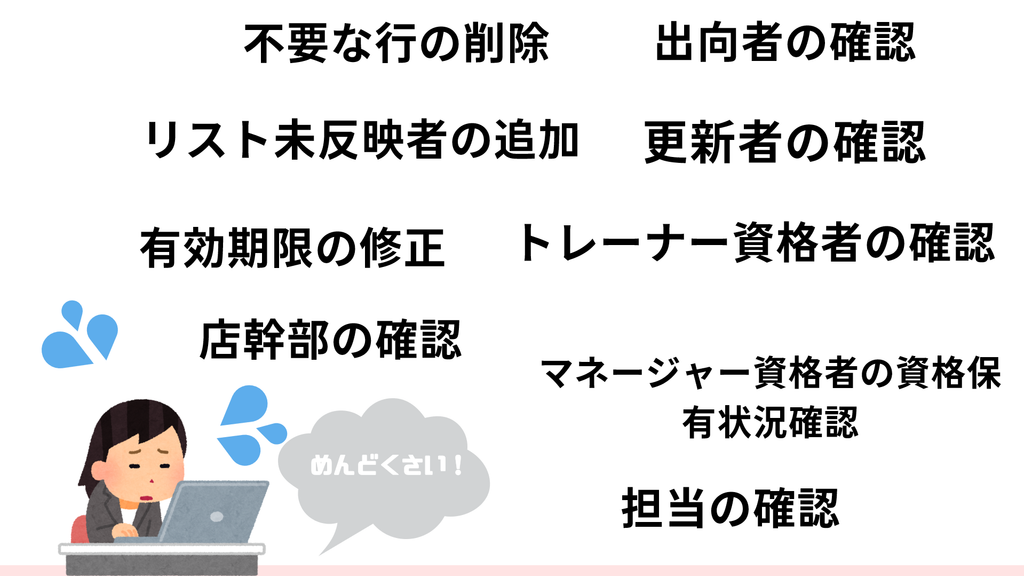 不要な行の削除
出向者の確認
リスト未反映者の追加
更新者の確認
有効期限の修正
トレーナー資格者の確認
店幹部の確認
マネージャー資格者の資格保
有状況確認
めんどくさい！
担当の確認